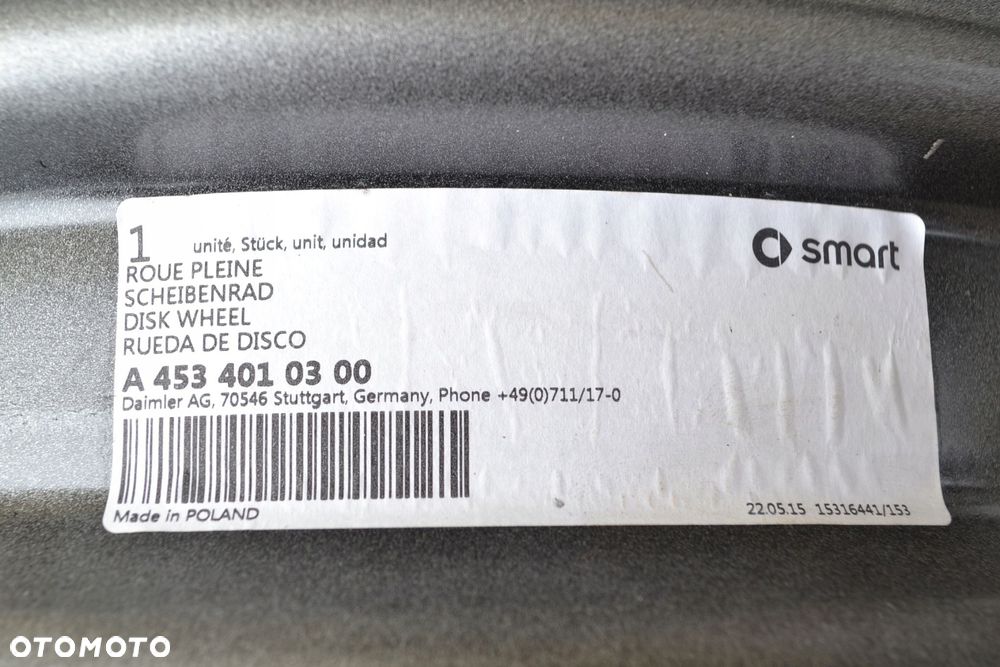 1 unité, Stück, unit, unidad
smart
ROUE PLEINE
SCHEIBENRAD
DISK WHEEL
RUEDA DE DISCO
A 453 401 03 00
Daimler AG, 70546 Stuttgart, Germany, Phone +49(0)711/17-0
Made in POLAND
22.05.15 15316441/153
OTOMOTO